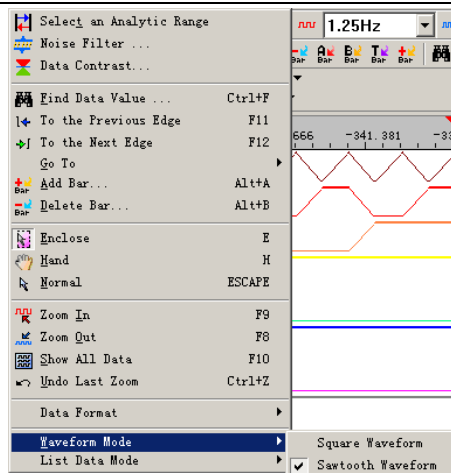 Select an Analytic Range
1.25Hz
Noise Filter ...
Bar Bar Bar Bar Bar
Data Contrast...
Find Data Value ... Ctrl+F
To the Previous Edge F11
666 -341.381 -33
To the Next Edge F12
Go To
Add Bar... Alt+A
Delete Bar... Alt+B
Enclose E
Hand H
Normal ESCAPE
Zoom In F9
Zoom Out F8
Show All Data F10
Undo Last Zoom Ctrl+Z
Data Format
Waveform Mode
Square Waveform
List Data Mode
Sawtooth Waveform